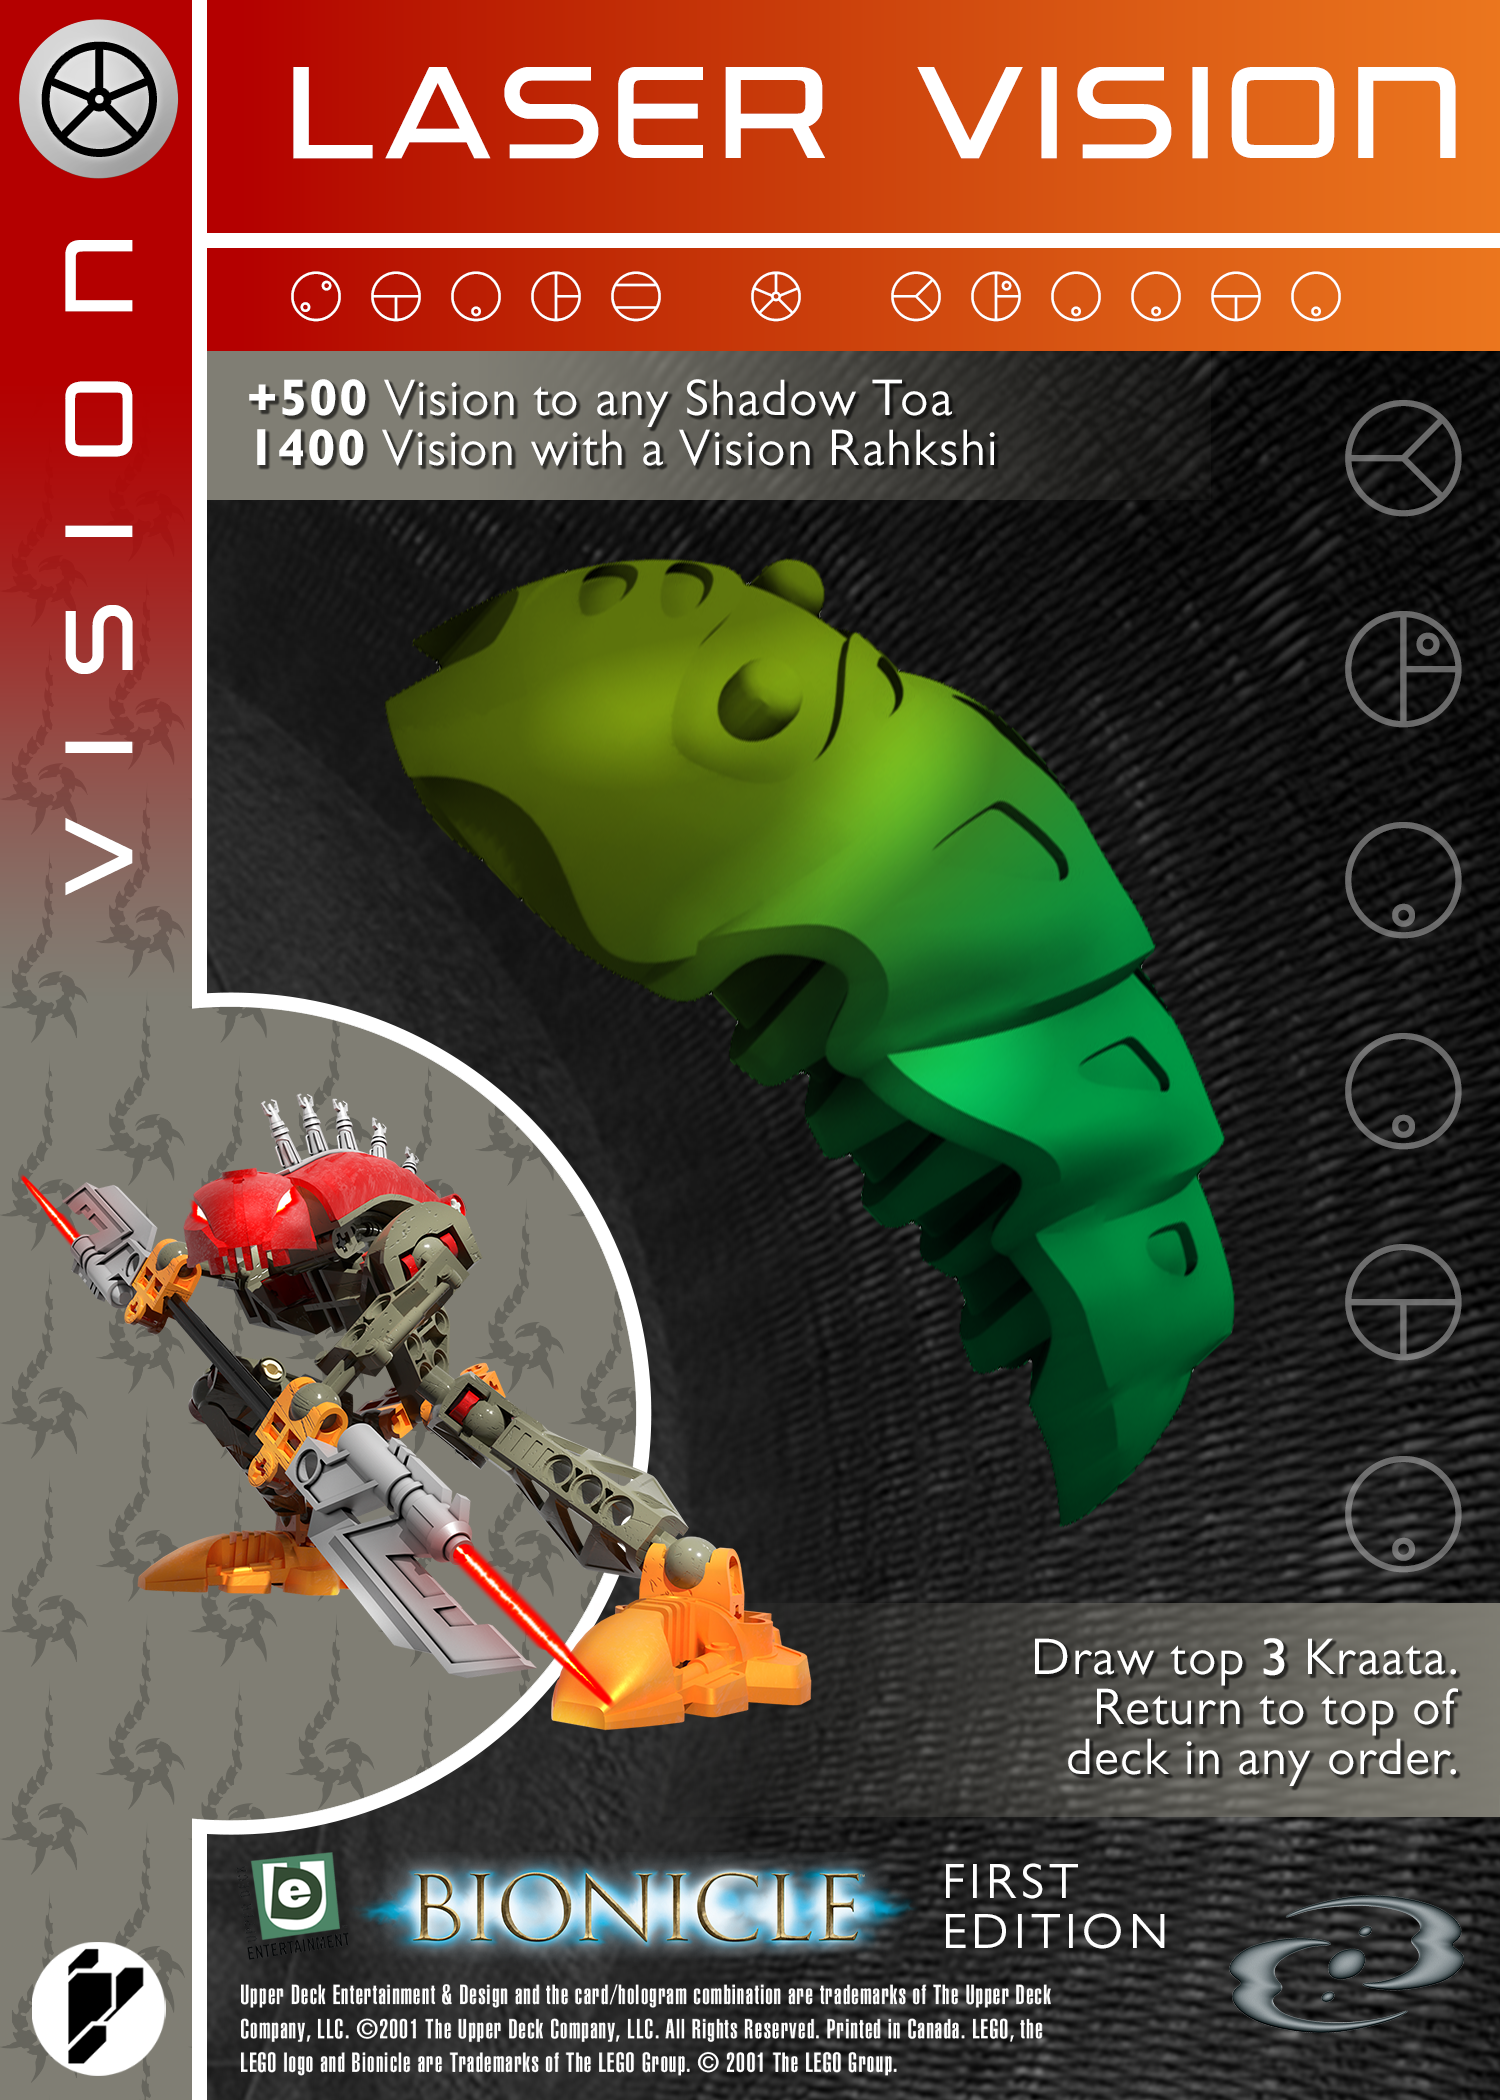 LASER VISION
VISION
+500 Vision to any Shadow Toa
1400 Vision with a Vision Rahkshi
Draw top 3 Kraata.
Return to top of
deck in any order.
e
ENTERTAINMENT
BIONICLE
FIRST
EDITION
Upper Deck Entertainment & Design and the card/hologram combination are trademarks of The Upper Deck
Company, LLC. ©2001 The Upper Deck Company, LLC. All Rights Reserved. Printed in Canada. LEGO, the
LEGO logo and Bionicle are Trademarks of The LEGO Group. © 2001 The LEGO Group.